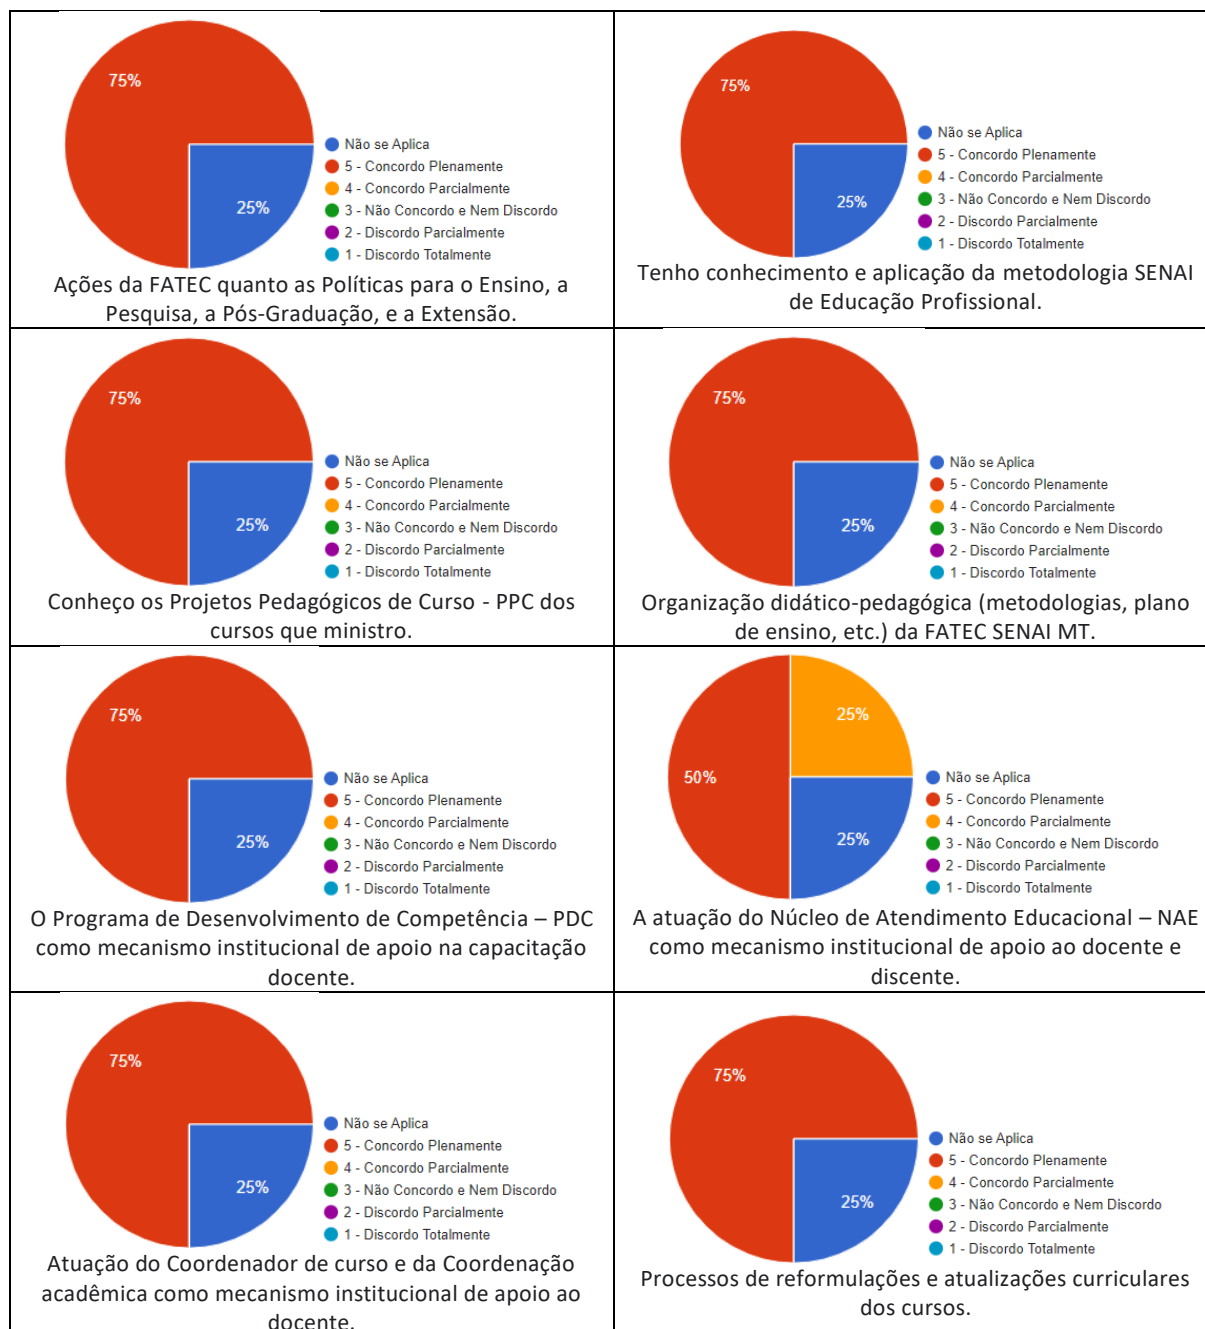 75%
25%
Não se Aplica
5 - Concordo Plenamente
4 - Concordo Parcialmente
3 - Não Concordo e Nem Discordo
2 - Discordo Parcialmente
1 - Discordo Totalmente
Ações da FATEC quanto as Políticas para o Ensino, a
Pesquisa, a Pós-Graduação, e a Extensão.
75%
25%
Não se Aplica
5 - Concordo Plenamente
4 - Concordo Parcialmente
3 - Não Concordo e Nem Discordo
2 - Discordo Parcialmente
1 - Discordo Totalmente
Tenho conhecimento e aplicação da metodologia SENAI
de Educação Profissional.
75%
25%
Não se Aplica
5 - Concordo Plenamente
4 - Concordo Parcialmente
3 - Não Concordo e Nem Discordo
2 - Discordo Parcialmente
1 - Discordo Totalmente
Conheço os Projetos Pedagógicos de Curso - PPC dos
cursos que ministro.
75%
25%
Não se Aplica
5 - Concordo Plenamente
4 - Concordo Parcialmente
3 - Não Concordo e Nem Discordo
2 - Discordo Parcialmente
1 - Discordo Totalmente
Organização didático-pedagógica (metodologias, plano
de ensino, etc.) da FATEC SENAI MT.
75%
25%
Não se Aplica
5 - Concordo Plenamente
4 - Concordo Parcialmente
3 - Não Concordo e Nem Discordo
2 - Discordo Parcialmente
1 - Discordo Totalmente
O Programa de Desenvolvimento de Competência – PDC
como mecanismo institucional de apoio na capacitação
docente.
25%
50%
25%
Não se Aplica
5 - Concordo Plenamente
4 - Concordo Parcialmente
3 - Não Concordo e Nem Discordo
2 - Discordo Parcialmente
1 - Discordo Totalmente
A atuação do Núcleo de Atendimento Educacional – NAE
como mecanismo institucional de apoio ao docente e
discente.
75%
25%
Não se Aplica
5 - Concordo Plenamente
4 - Concordo Parcialmente
3 - Não Concordo e Nem Discordo
2 - Discordo Parcialmente
1 - Discordo Totalmente
Atuação do Coordenador de curso e da Coordenação
acadêmica como mecanismo institucional de apoio ao
docente.
75%
25%
Não se Aplica
5 - Concordo Plenamente
4 - Concordo Parcialmente
3 - Não Concordo e Nem Discordo
2 - Discordo Parcialmente
1 - Discordo Totalmente
Processos de reformulações e atualizações curriculares
dos cursos.